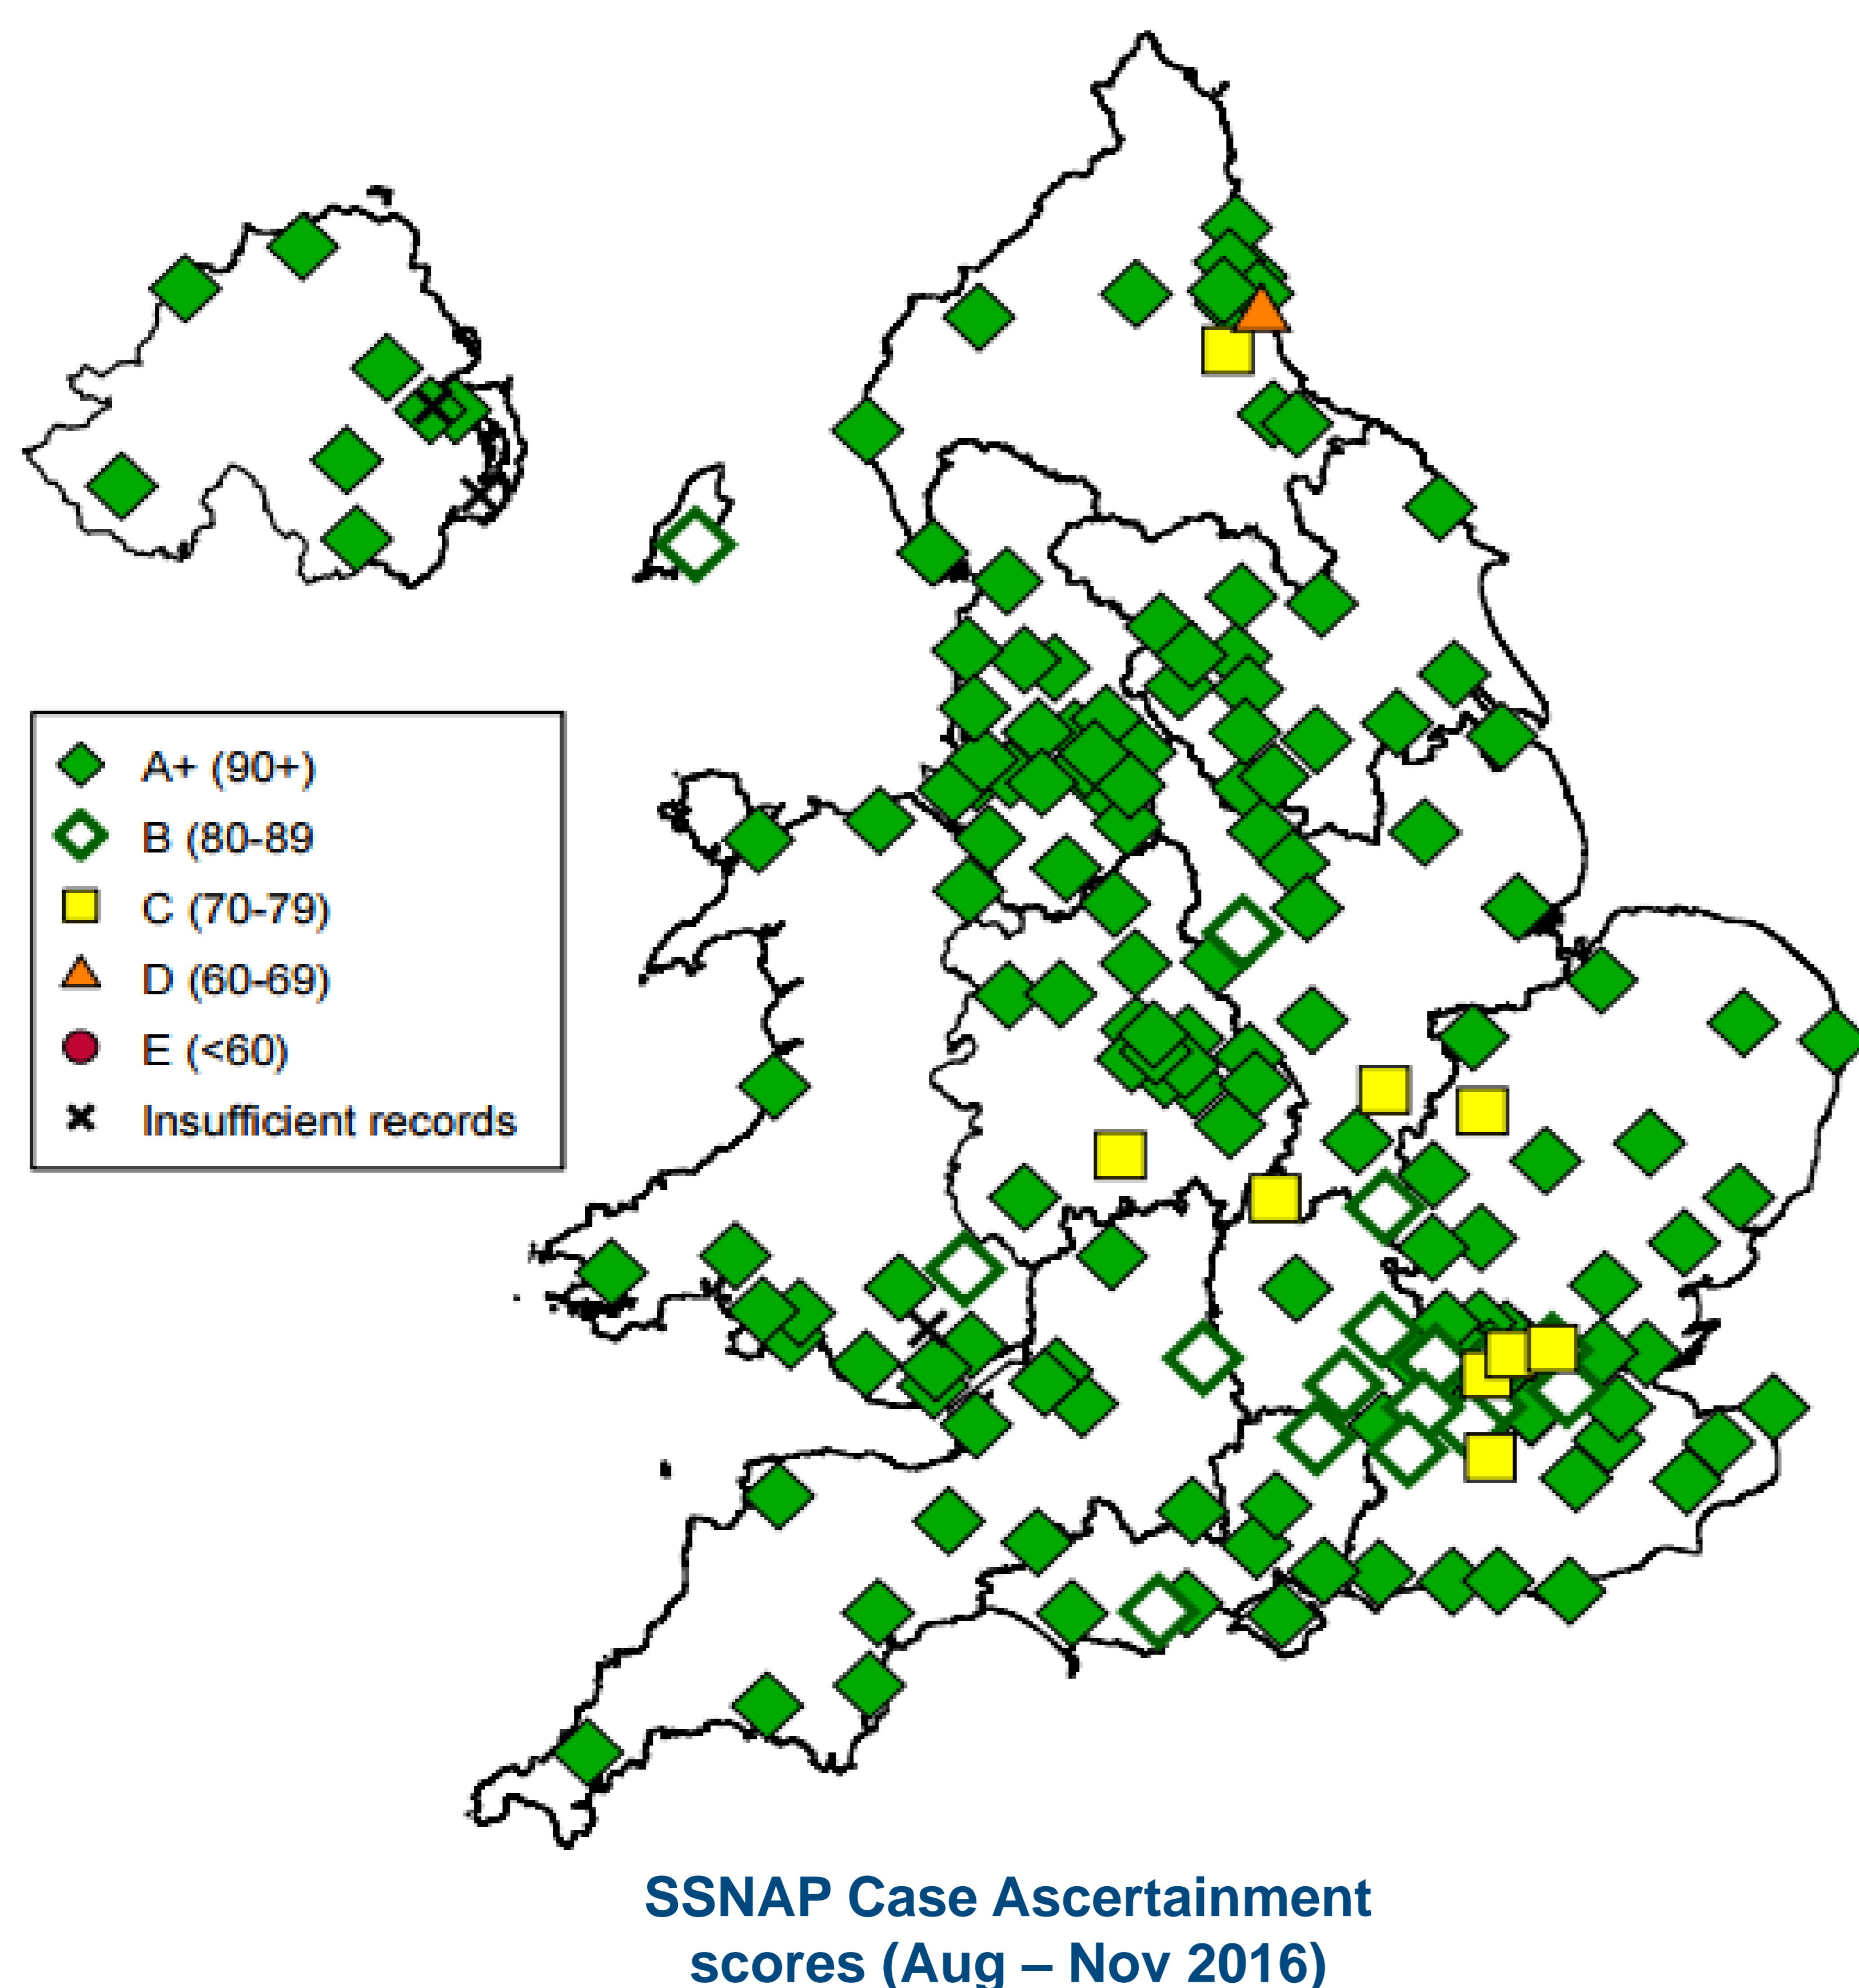 A+ (90+)
B (80-89
C (70-79)
D (60-69)
E (<60)
Insufficient records
SSNAP Case Ascertainment
scores (Aug – Nov 2016)